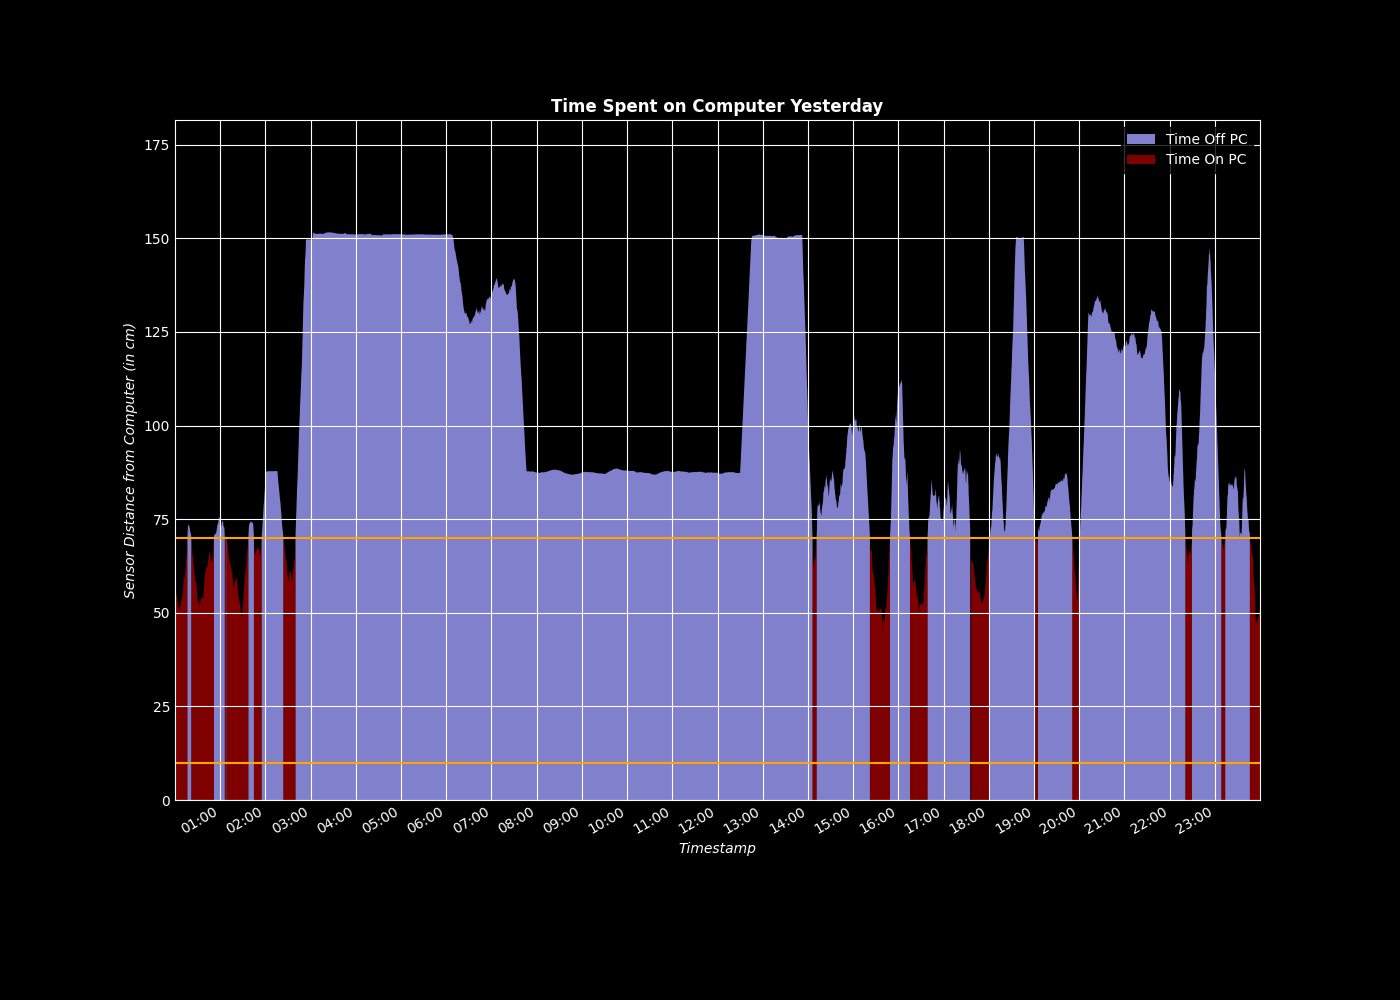 Time Spent on Computer Yesterday
Time Off PC
Time On PC
175
150
125
100
75
50
25
0
Sensor Distance from Computer (in cm)
01:00 02:00 03:00 04:00 05:00 06:00 07:00 08:00 09:00 10:00 11:00 12:00 13:00 14:00 15:00 16:00 17:00 18:00 19:00 20:00 21:00 22:00 23:00
Timestamp